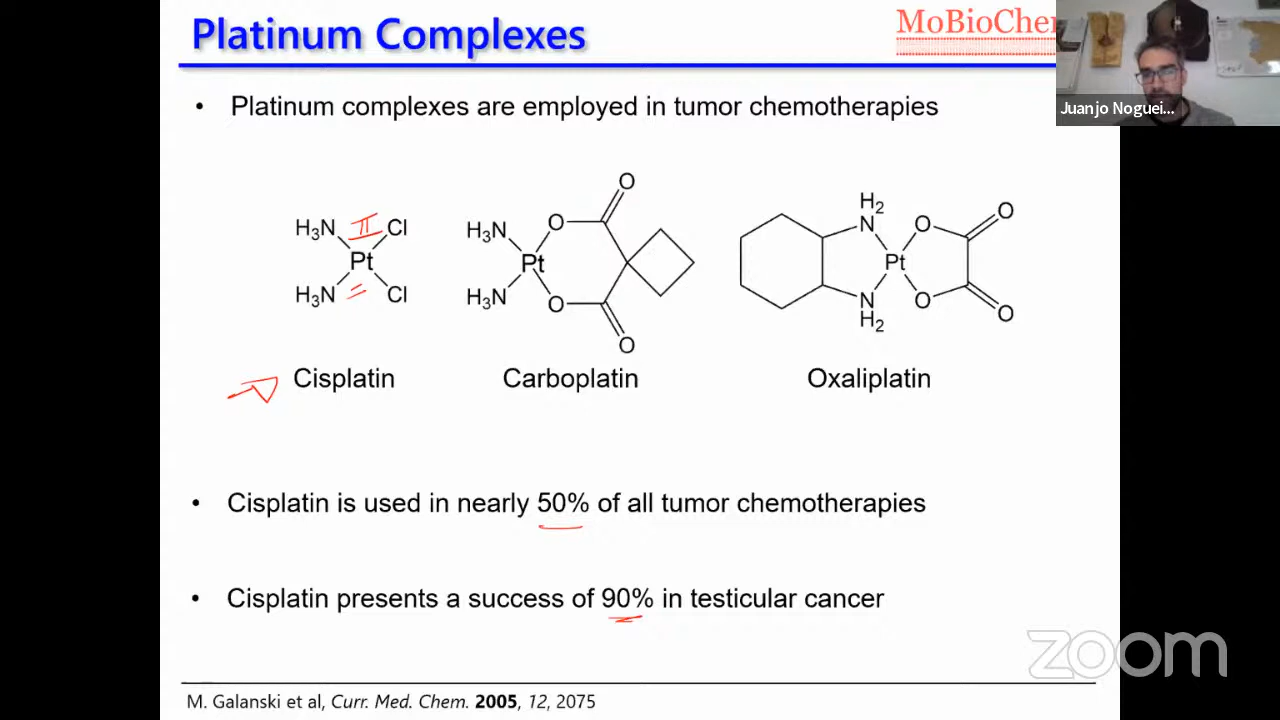 Platinum Complexes
MoBioChe
Juanjo Noguei...
• Platinum complexes are employed in tumor chemotherapies
H3N II Cl
Pt
H3N Cl
Cisplatin
O
H3N O
Pt
H3N O
O
Carboplatin
H2
N O O
Pt
N O O
H2
Oxaliplatin
• Cisplatin is used in nearly 50% of all tumor chemotherapies
• Cisplatin presents a success of 90% in testicular cancer
zoom
M. Galanski et al, Curr. Med. Chem. 2005, 12, 2075